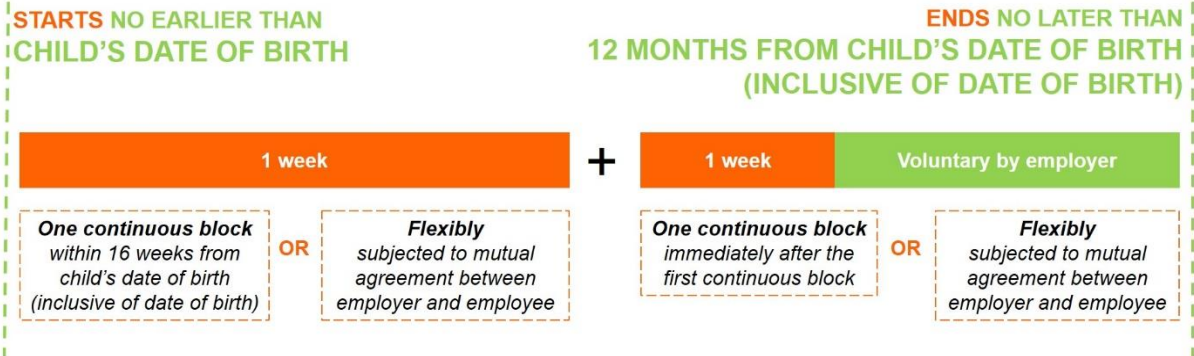 STARTS NO EARLIER THAN
CHILD'S DATE OF BIRTH
ENDS NO LATER THAN
12 MONTHS FROM CHILD'S DATE OF BIRTH
(INCLUSIVE OF DATE OF BIRTH)
1 week
+
1 week
Voluntary by employer
One continuous block
within 16 weeks from
child's date of birth
(inclusive of date of birth)
OR
Flexibly
subjected to mutual
agreement between
employer and employee
One continuous block
immediately after the
first continuous block
OR
Flexibly
subjected to mutual
agreement between
employer and employee